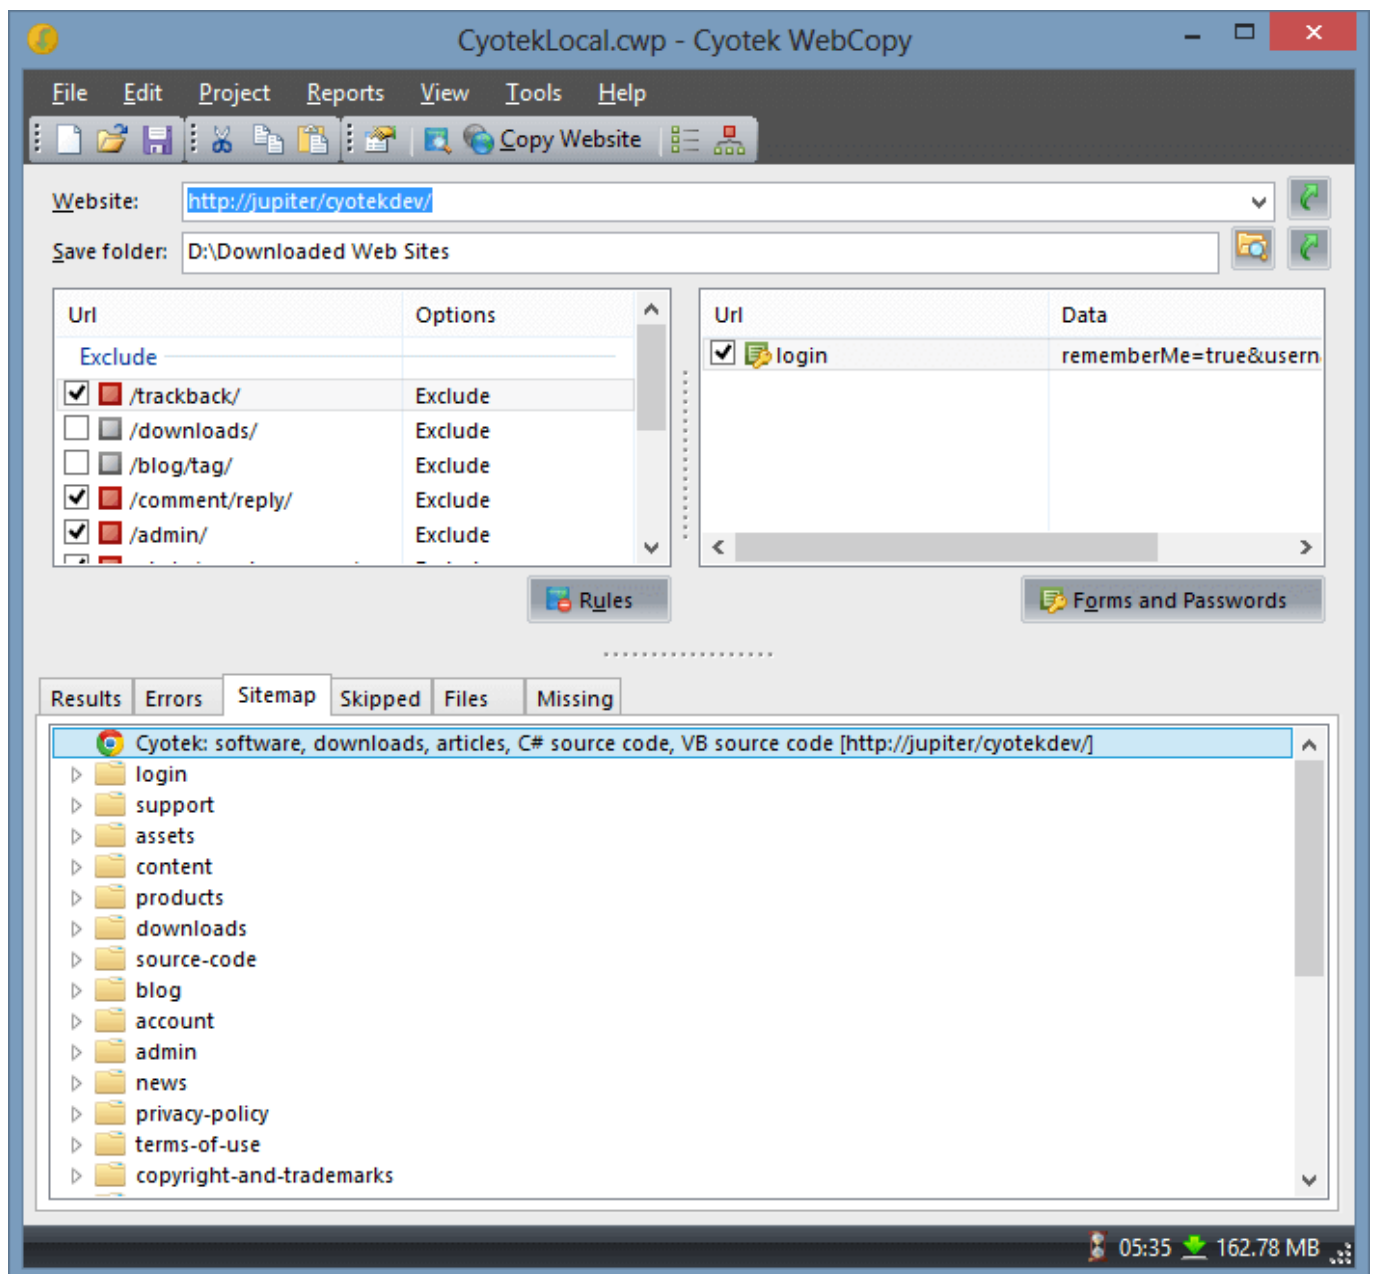 CyotekLocal.cwp - Cyotek WebCopy
File Edit Project Reports View Tools Help
Copy Website
Website: http://jupiter/cyotekdev/
Save folder: D:\Downloaded Web Sites
Url Options
Exclude
/trackback/ Exclude
/downloads/ Exclude
/blog/tag/ Exclude
/comment/reply/ Exclude
/admin/ Exclude
Url Data
login rememberMe=true&usern
Rules
Forms and Passwords
Results Errors Sitemap Skipped Files Missing
Cyotek: software, downloads, articles, C# source code, VB source code [http://jupiter/cyotekdev/]
login
support
assets
content
products
downloads
source-code
blog
account
admin
news
privacy-policy
terms-of-use
copyright-and-trademarks
05:35 162.78 MB